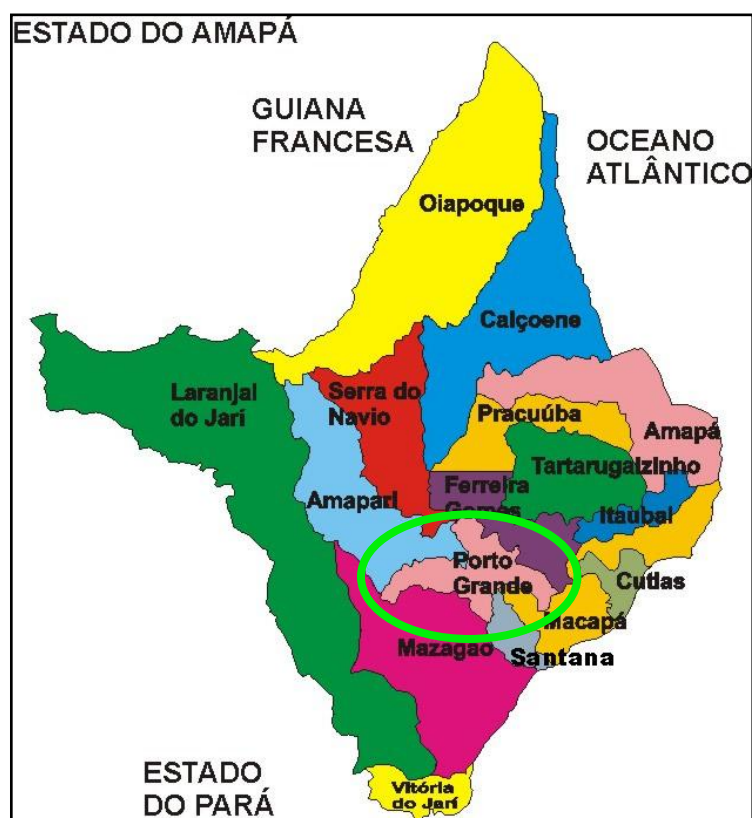 ESTADO DO AMAPÁ
GUIANA
FRANCESA
OCEANO
ATLÂNTICO
Oiapoque
Calçoene
Laranjal
do Jarí
Serra do
Navio
Pracuúba
Amapá
Tartarugalzinho
Amapari
Ferreira
Gomes
Itaubal
Porto
Grande
Cutias
Macapá
Mazagao
Santana
ESTADO
DO PARÁ
Vitória
do Jarí